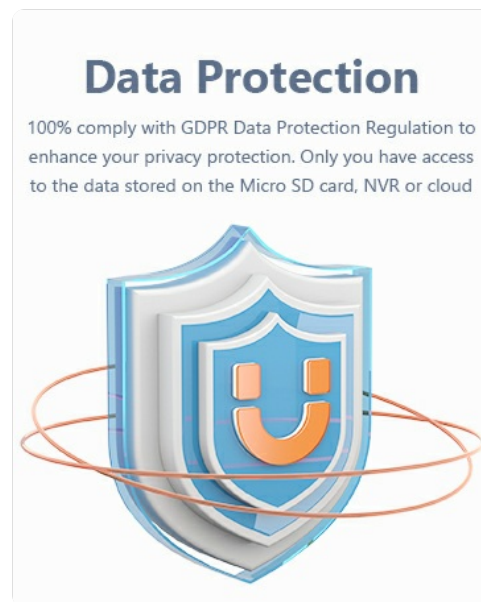 Data Protection
100% comply with GDPR Data Protection Regulation to
enhance your privacy protection. Only you have access
to the data stored on the Micro SD card, NVR or cloud